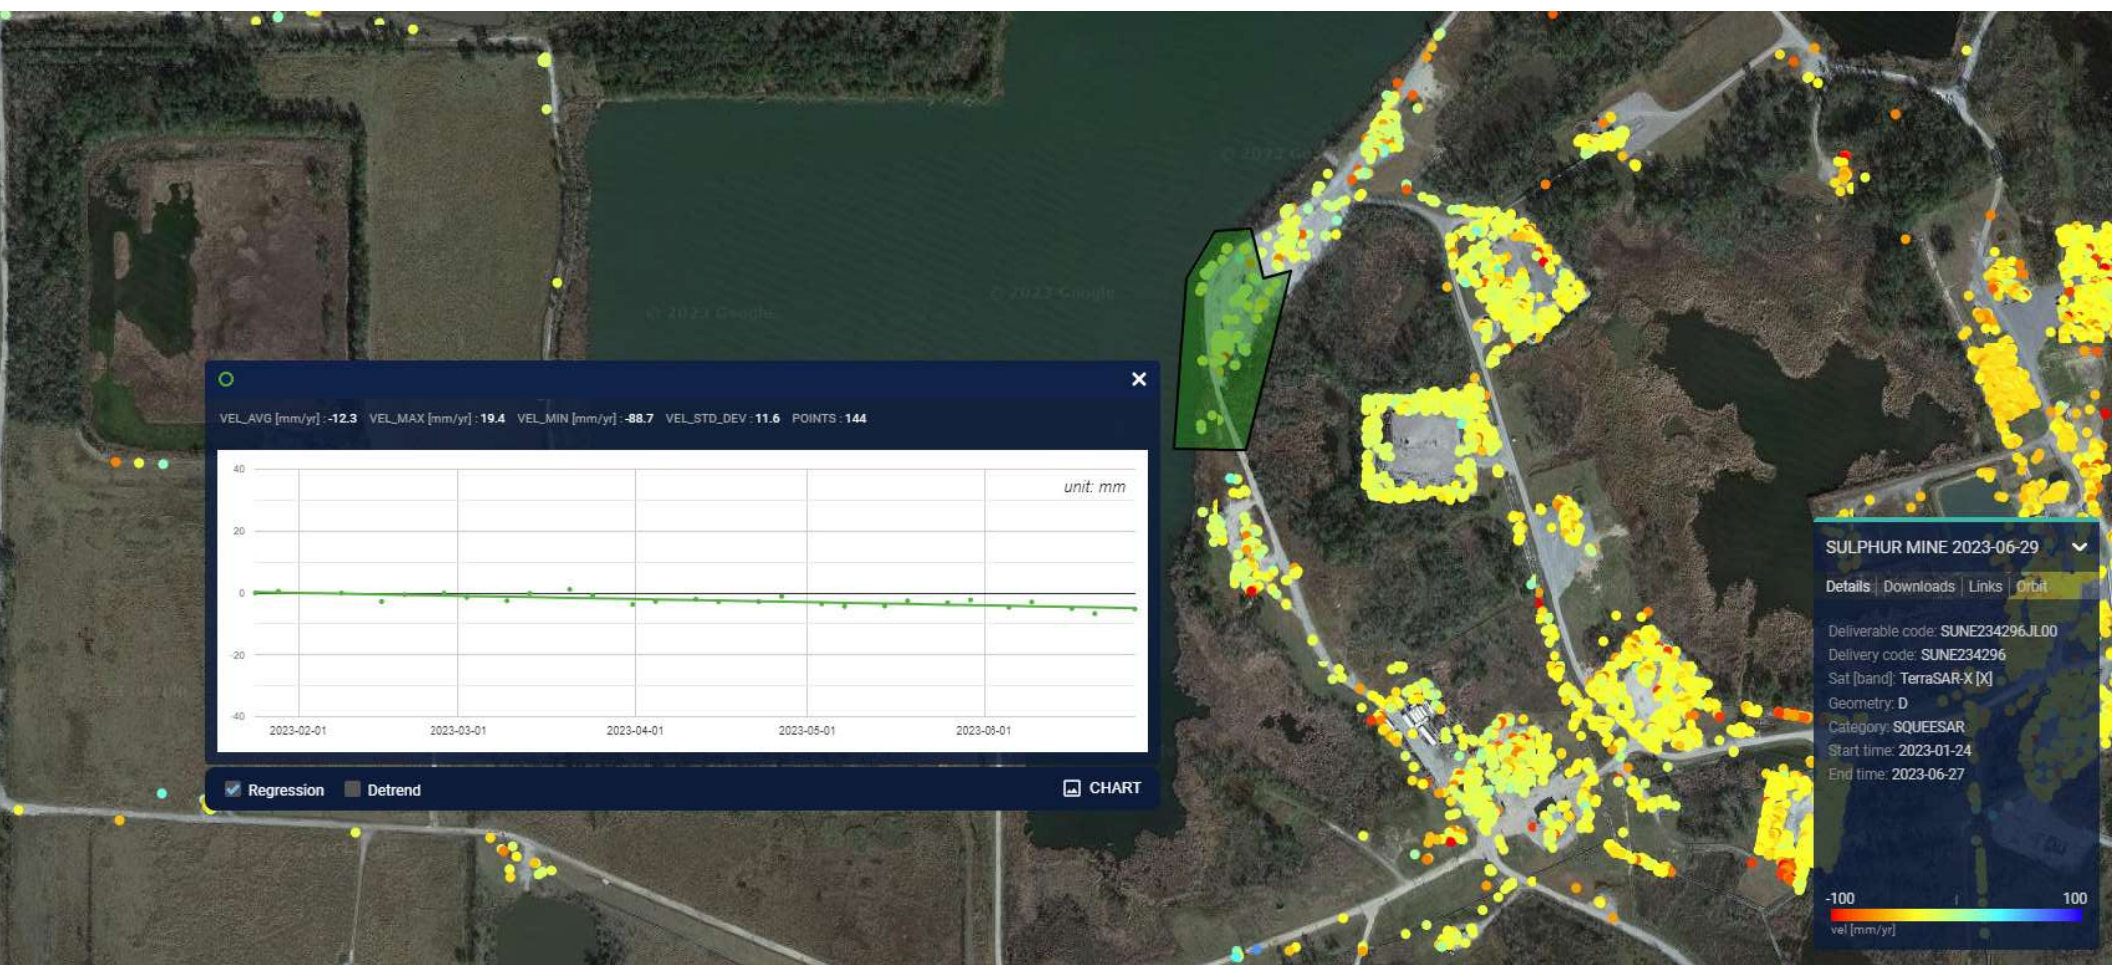 © 2023 Google
© 2023 Google
VEL_AVG [mm/yr] : -12.3 VEL_MAX [mm/yr] : 19.4 VEL_MIN [mm/yr] : -88.7 VEL_STD_DEV : 11.6 POINTS : 144
unit: mm
40
20
0
-20
-40
2023-02-01 2023-03-01 2023-04-01 2023-05-01 2023-06-01
Regression Detrend CHART
SULPHUR MINE 2023-06-29
Details | Downloads | Links | Orbit
Deliverable code: SUNE234296JL00
Delivery code: SUNE234296
Sat [band]: TerraSAR-X [X]
Geometry: D
Category: SQUEESAR
Start time: 2023-01-24
End time: 2023-06-27
-100 100
vel [mm/yr]